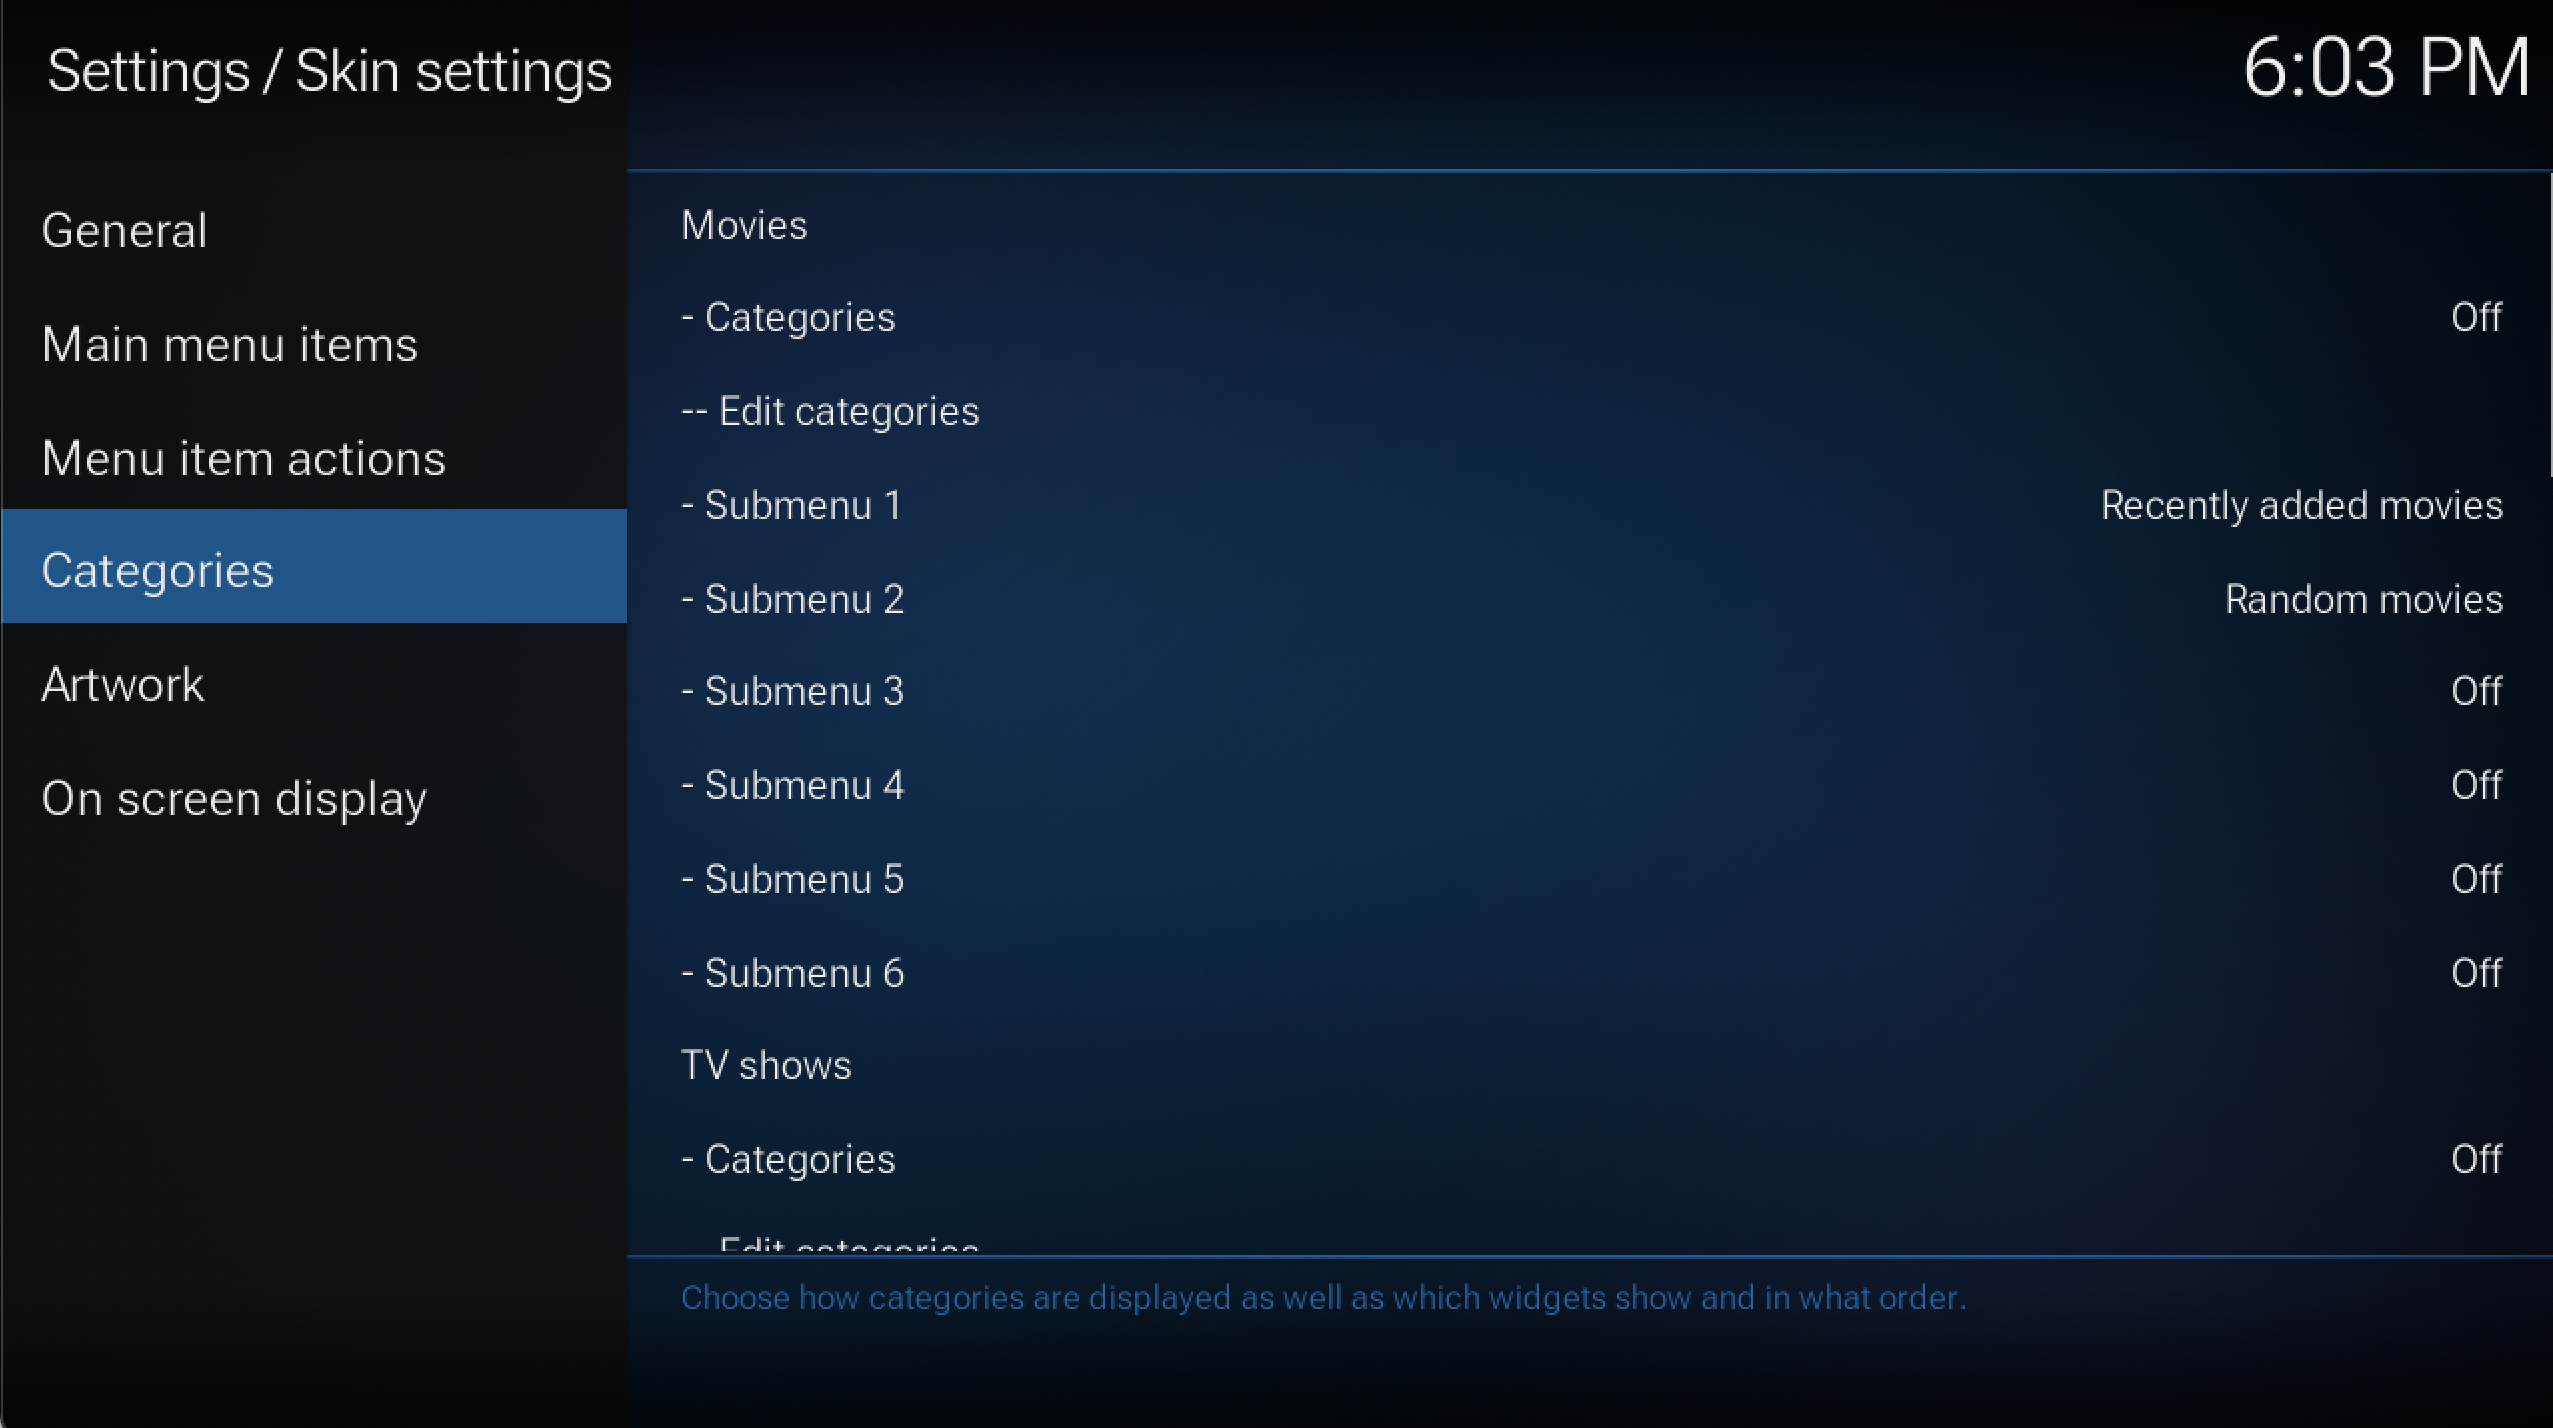 Settings / Skin settings
6:03 PM
General
Main menu items
Menu item actions
Categories
Artwork
On screen display
Movies
- Categories Off
-- Edit categories
- Submenu 1 Recently added movies
- Submenu 2 Random movies
- Submenu 3 Off
- Submenu 4 Off
- Submenu 5 Off
- Submenu 6 Off
TV shows
- Categories Off
Edit categories
Choose how categories are displayed as well as which widgets show and in what order.